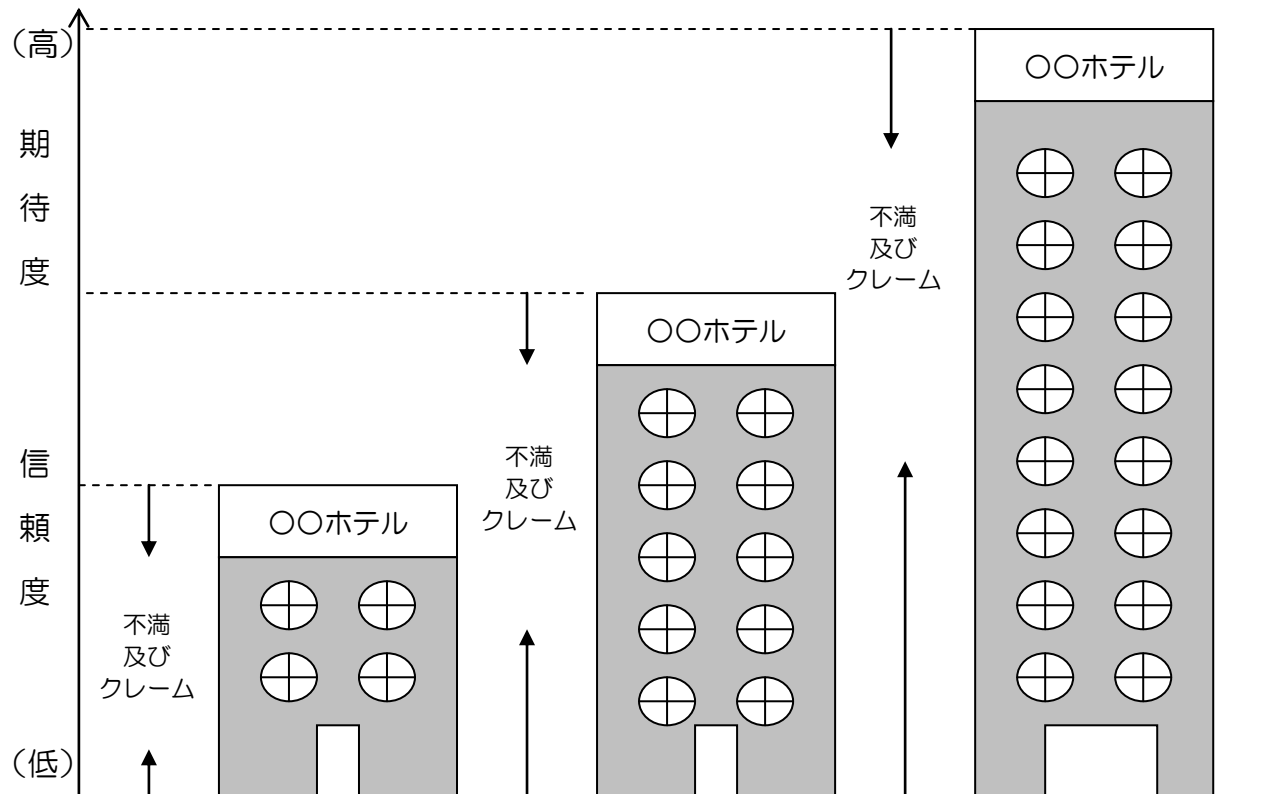 （高）
期
待
度
信
頼
度
（低）
不満
及び
クレーム
〇〇ホテル
不満
及び
クレーム
〇〇ホテル
不満
及び
クレーム
〇〇ホテル